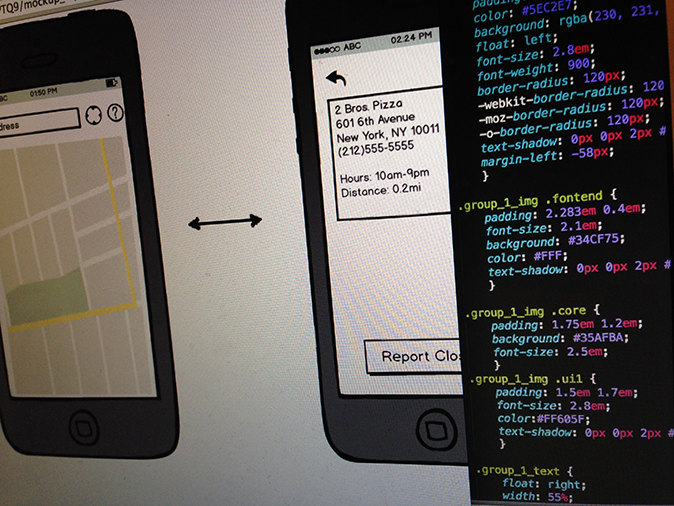 /TQ9/mockup_
BC 01:50 PM
dress
?
ABC 02:24 PM
2 Bros. Pizza
601 6th Avenue
New York, NY 10011
(212)555-5555
Hours: 10am-9pm
Distance: 0.2mi
Report Clo
padding
color: #5EC2E7;
background: rgba(230, 231,
float: left;
font-size: 2.8em;
font-weight: 900;
border-radius: 120px;
-webkit-border-radius: 120
-moz-border-radius: 120px;
-o-border-radius: 120px;
text-shadow: 0px 0px 2px #
margin-left: -58px;
}
.group_1_img .fontend {
padding: 2.283em 0.4em;
font-size: 2.1em;
background: #34CF75;
color: #FFF;
text-shadow: 0px 0px 2px #
}
.group_1_img .core {
padding: 1.75em 1.2em;
background: #35AFBA;
font-size: 2.5em;
}
.group_1_img .ui1 {
padding: 1.5em 1.7em;
font-size: 2.8em;
color:#FF605F;
text-shadow: 0px 0px 2px #
}
.group_1_text {
float: right;
width: 55%;